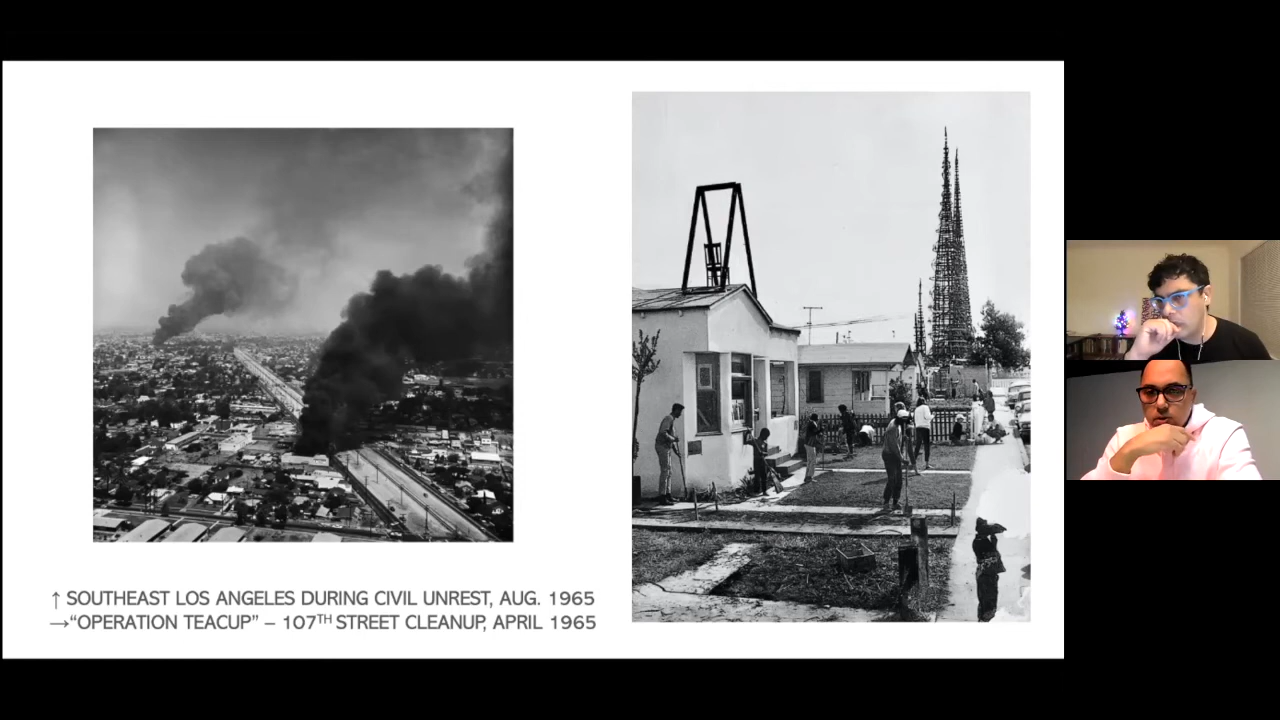 ↑ SOUTHEAST LOS ANGELES DURING CIVIL UNREST, AUG. 1965
→“OPERATION TEACUP” – 107TH STREET CLEANUP, APRIL 1965